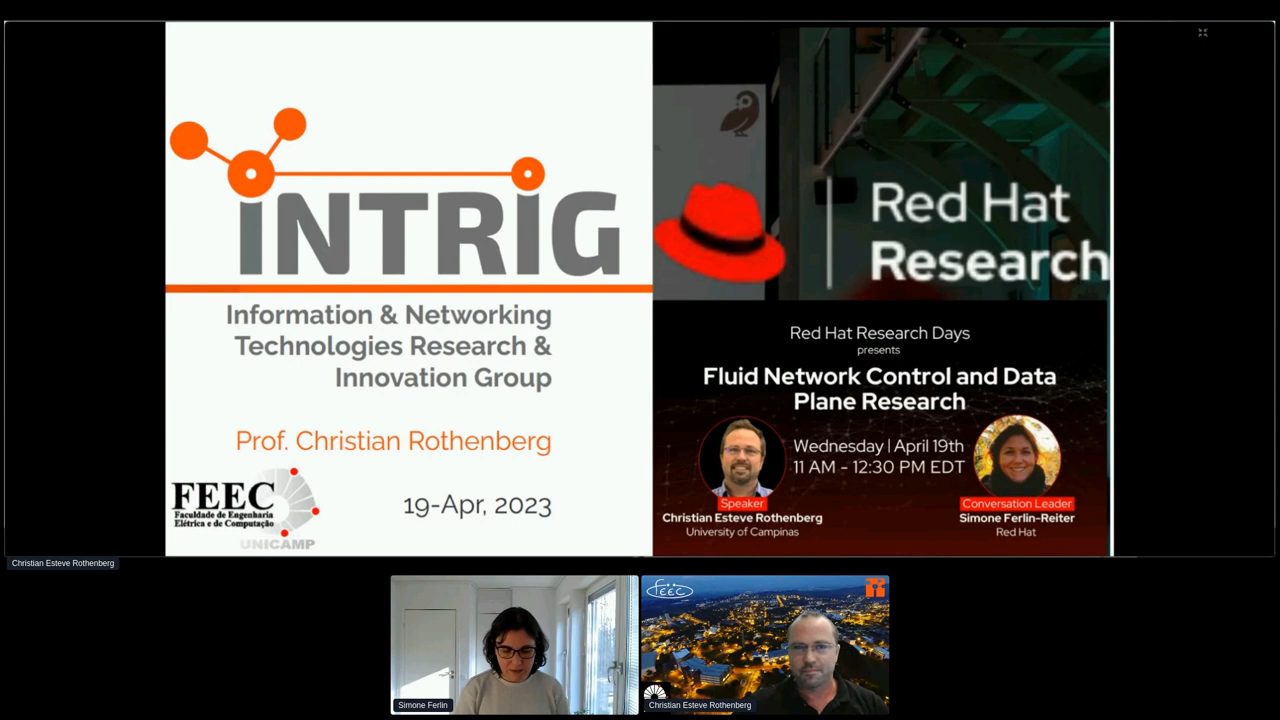 INTRIG
Information & Networking
Technologies Research &
Innovation Group
Prof. Christian Rothenberg
FEEC
Faculdade de Engenharia
Elétrica e de Computação
UNICAMP
19-Apr, 2023
Red Hat
Research
Red Hat Research Days
presents
Fluid Network Control and Data
Plane Research
Wednesday | April 19th
11 AM - 12:30 PM EDT
Speaker
Christian Esteve Rothenberg
University of Campinas
Conversation Leader
Simone Ferlin-Reiter
Red Hat
Christian Esteve Rothenberg
Simone Ferlin
FEEC
Christian Esteve Rothenberg